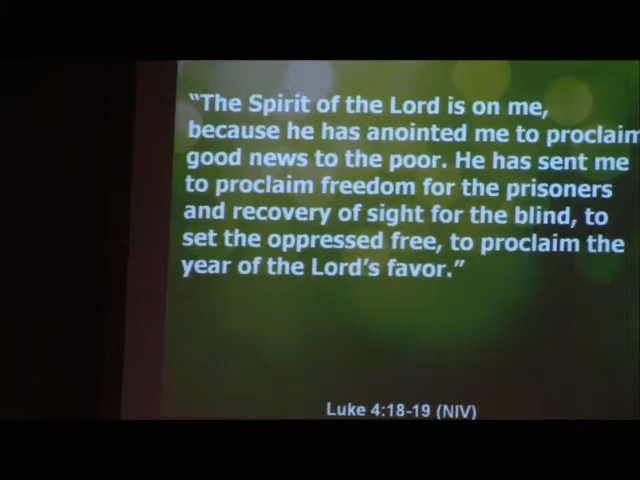 “The Spirit of the Lord is on me,
because he has anointed me to proclaim
good news to the poor. He has sent me
to proclaim freedom for the prisoners
and recovery of sight for the blind, to
set the oppressed free, to proclaim the
year of the Lord’s favor.”
Luke 4:18-19 (NIV)